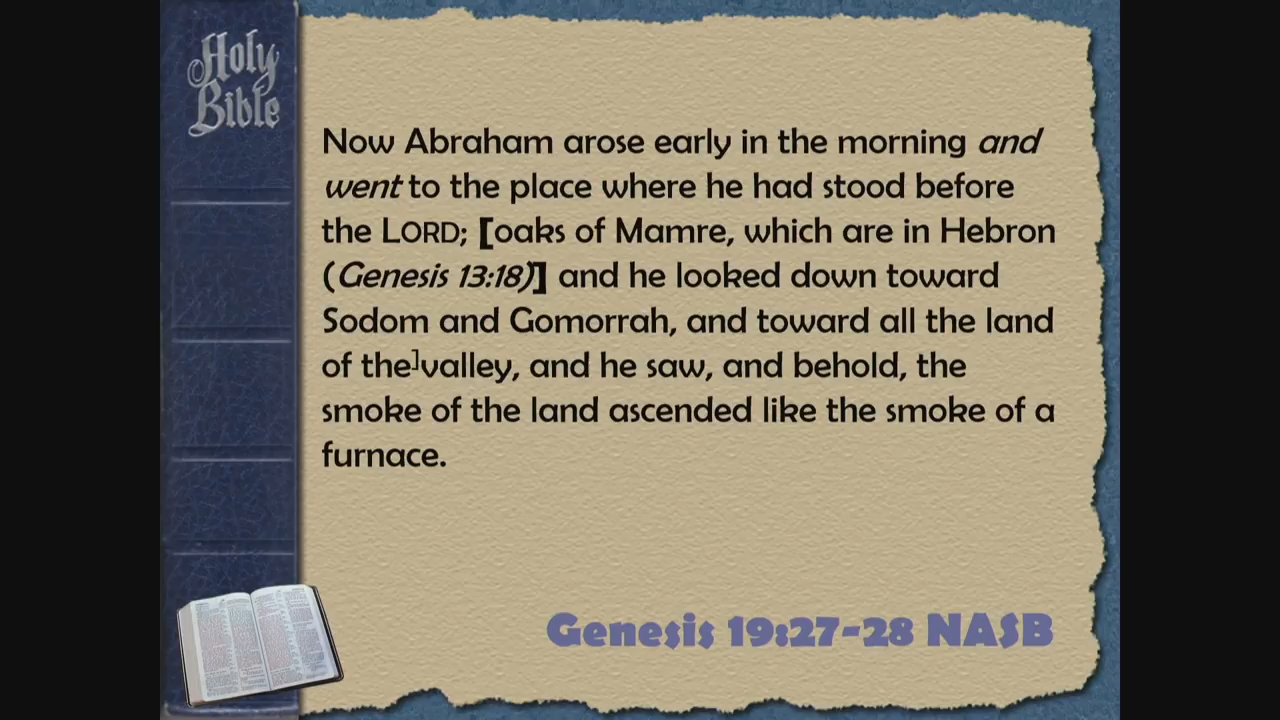 Holy
Bible
Now Abraham arose early in the morning and
went to the place where he had stood before
the LORD; [oaks of Mamre, which are in Hebron
(Genesis 13:18)] and he looked down toward
Sodom and Gomorrah, and toward all the land
of the]valley, and he saw, and behold, the
smoke of the land ascended like the smoke of a
furnace.
Genesis 19:27-28 NASB